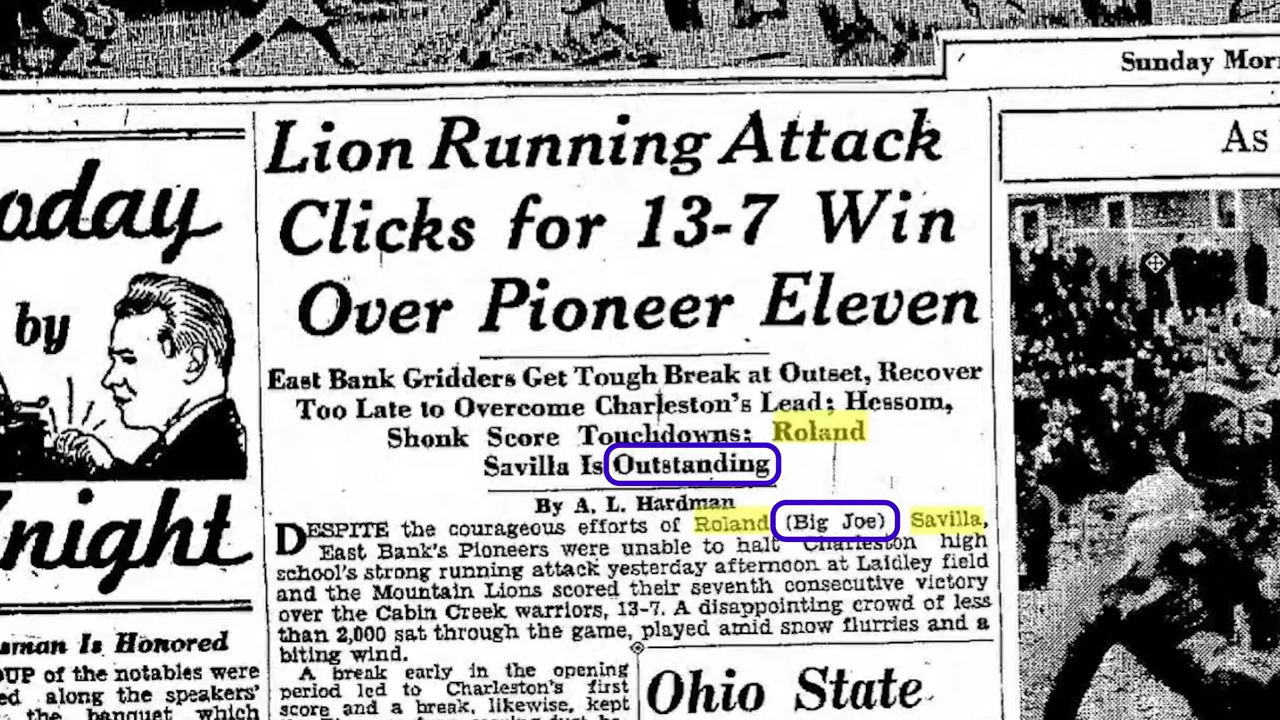 Sunday
As
oday
by
Lion Running Attack
Clicks for 13-7 Win
Over Pioneer Eleven
East Bank Gridders Get Tough Break at Outset, Recover
Too Late to Overcome Charleston's Lead; Hessom,
Shonk Score Touchdowns; Roland
Savilla Is Outstanding
By A. L. Hardman
DESPITE the courageous efforts of Roland (Big Joe) Savilla,
East Bank's Pioneers were unable to halt Charleston high
school's strong running attack yesterday afternoon at Laidley field
and the Mountain Lions scored their seventh consecutive victory
over the Cabin Creek warriors, 13-7. A disappointing crowd of less
than 2,000 sat through the game, played amid snow flurries and a
biting wind.
A break early in the opening
period led to Charleston's first
score and a break, likewise, kept
night
sman Is Honored
OUP of the notables were
ed along the speakers'
the banquet which
Ohio State